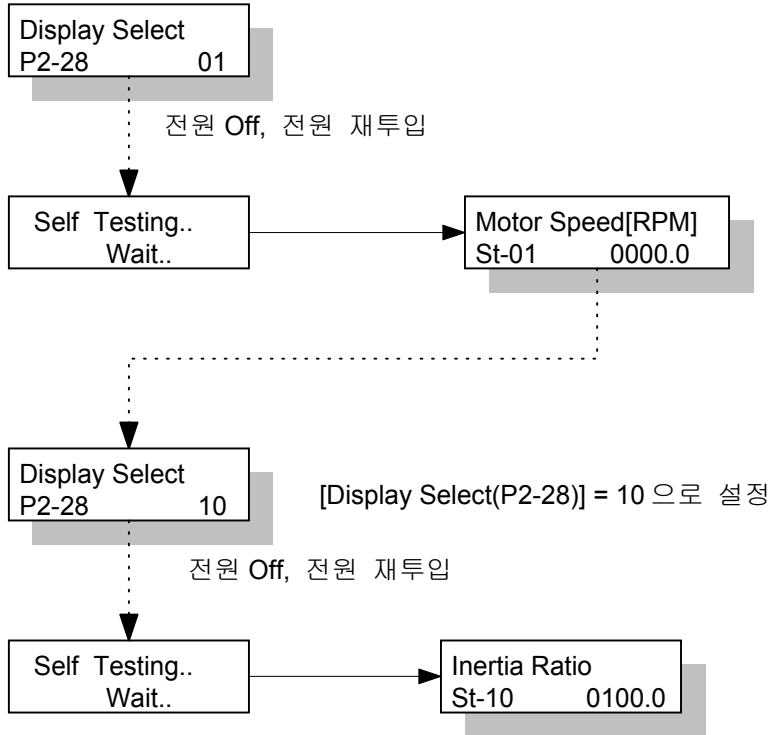 Display Select
P2-28 01
전원 Off, 전원 재투입
Self Testing..
Wait..
Motor Speed[RPM]
St-01 0000.0
Display Select
P2-28 10
[Display Select(P2-28)] = 10 으로 설정
전원 Off, 전원 재투입
Self Testing..
Wait..
Inertia Ratio
St-10 0100.0